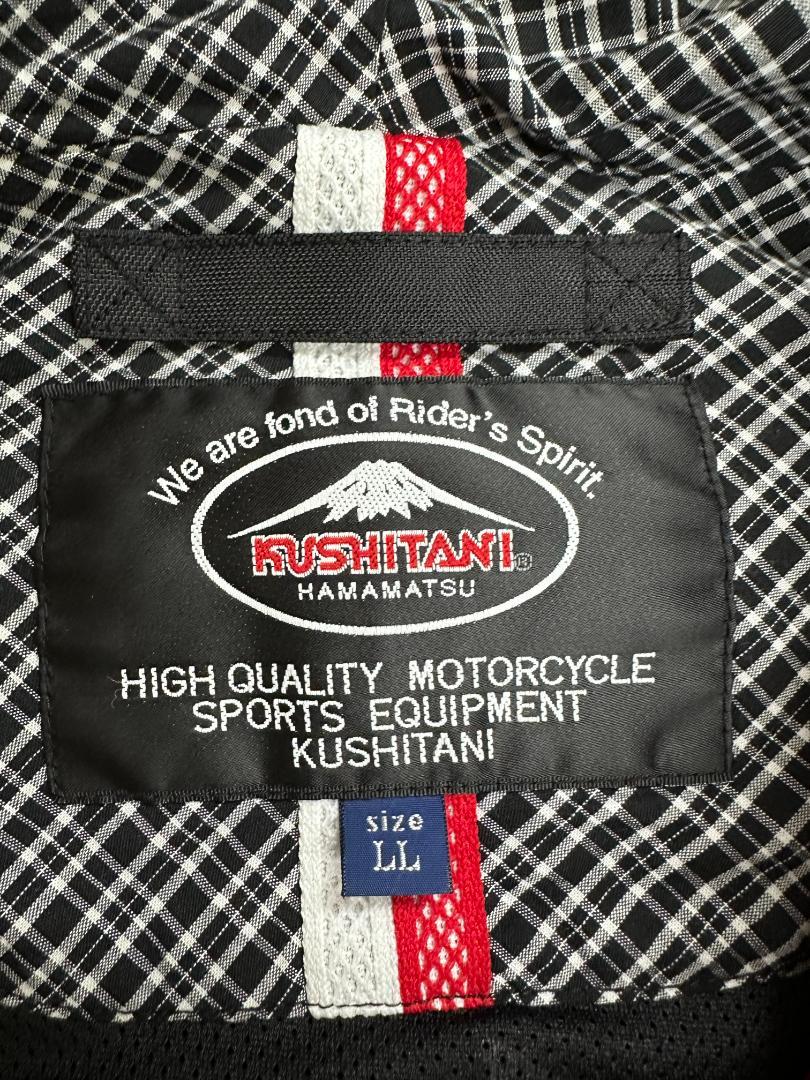 We are fond of Rider's Spirit.
KUSHITANI®
HAMAMATSU
HIGH QUALITY MOTORCYCLE
SPORTS EQUIPMENT
KUSHITANI
size
LL